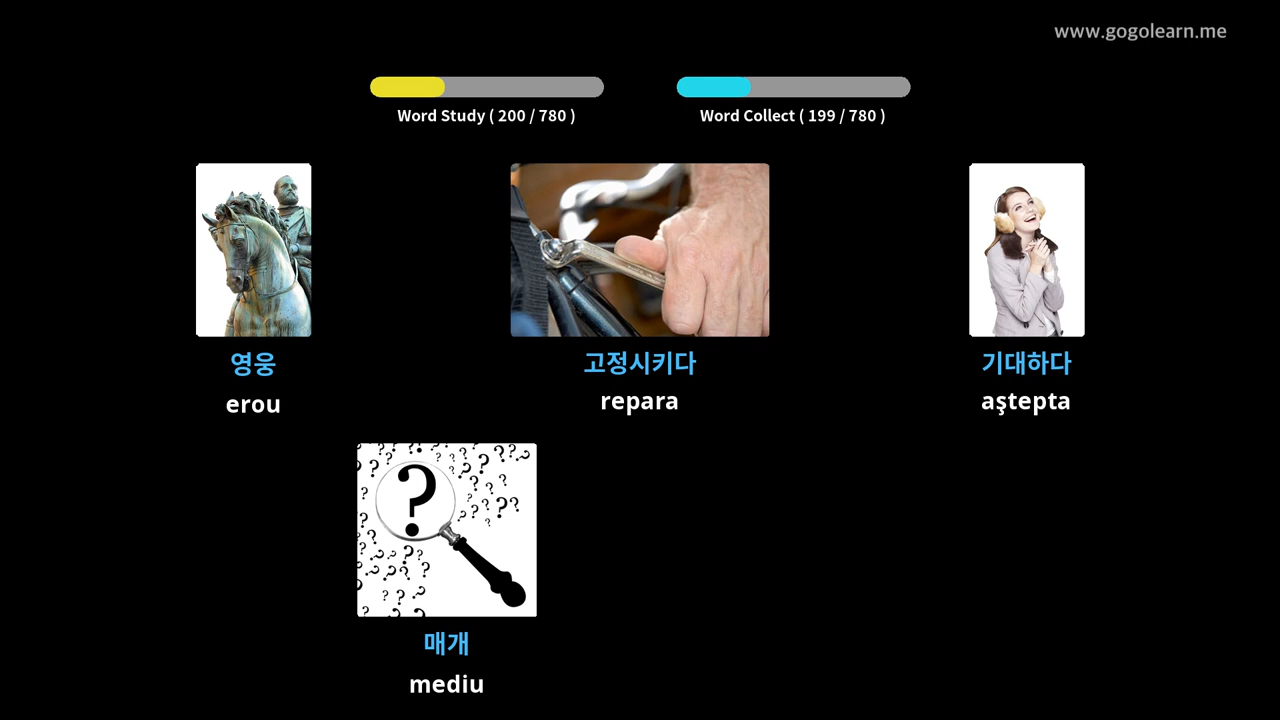 www.gogolearn.me
Word Study ( 200 / 780 )
Word Collect ( 199 / 780 )
영웅
erou
고정시키다
repara
기대하다
aştepta
매개
mediu